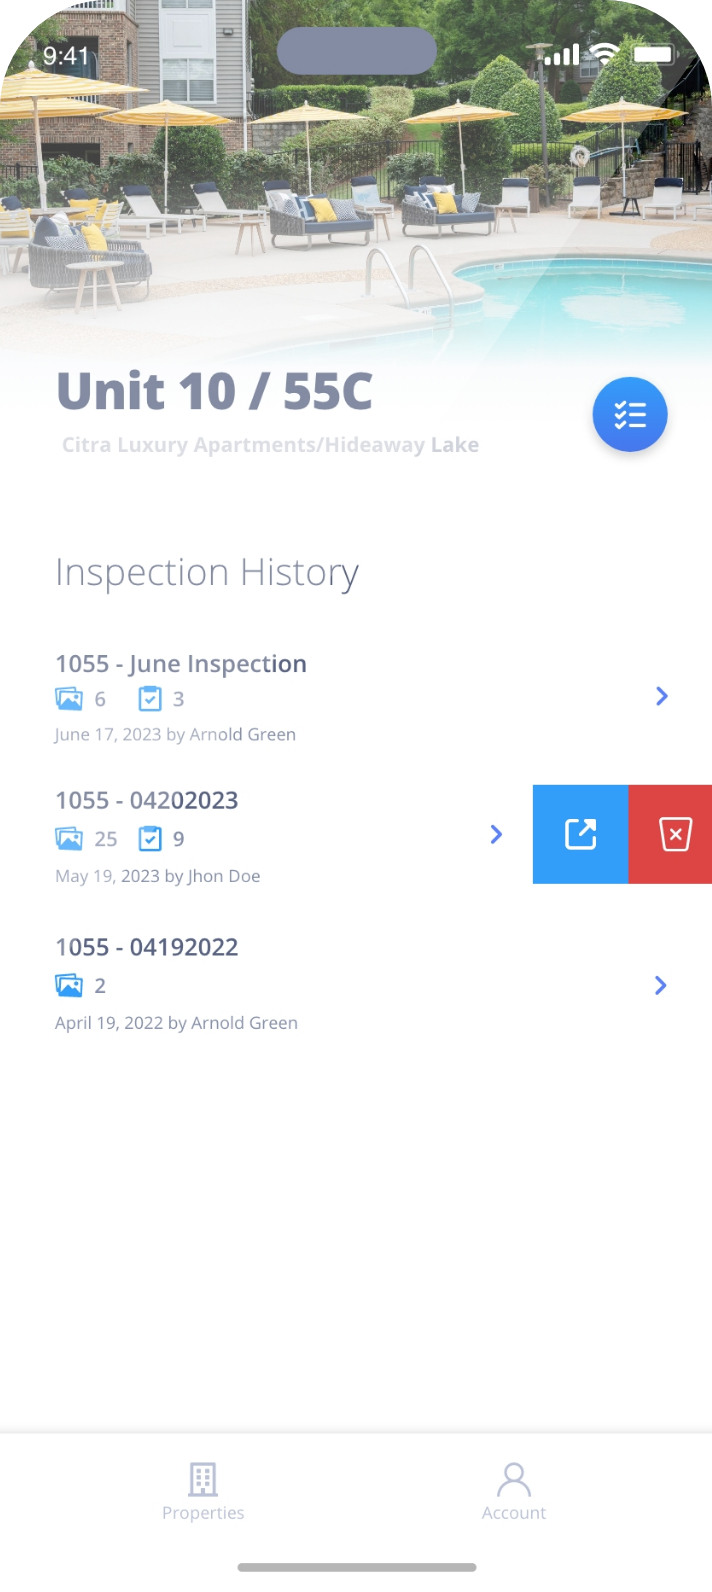 9:41
Unit 10 / 55C
Citra Luxury Apartments/Hideaway Lake
Inspection History
1055 - June Inspection
6 3
June 17, 2023 by Arnold Green
1055 - 04202023
25 9
May 19, 2023 by Jhon Doe
1055 - 04192022
2
April 19, 2022 by Arnold Green
Properties Account